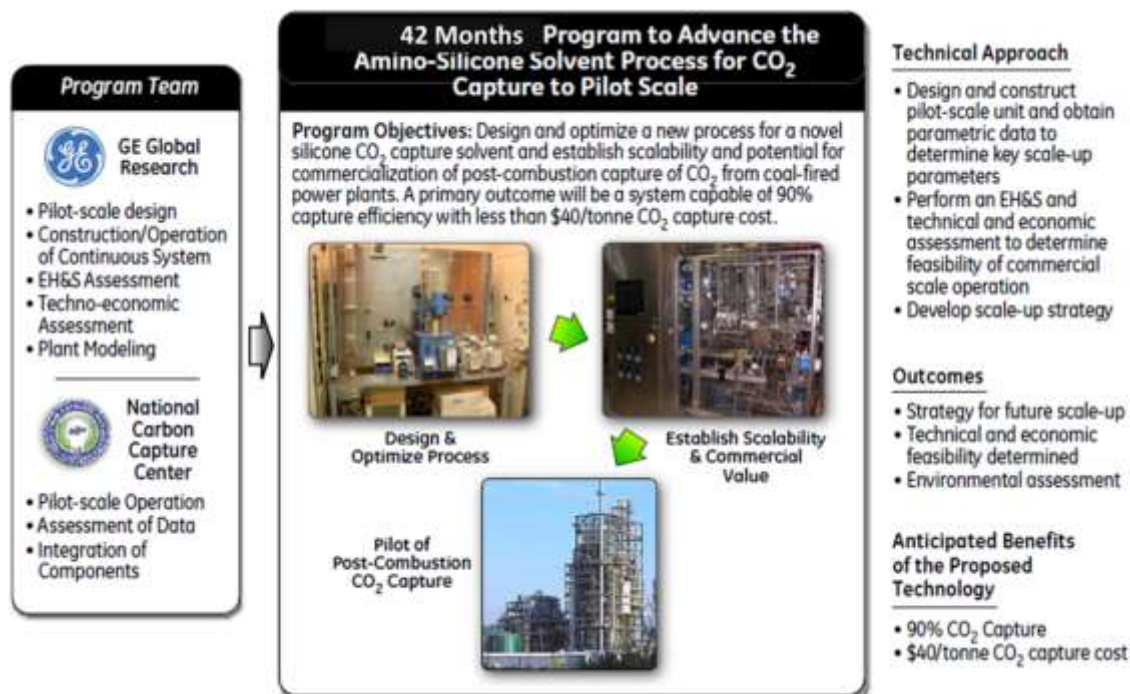 Program Team
GE
GE Global
Research
• Pilot-scale design
• Construction/Operation
of Continuous System
• EH&S Assessment
• Techno-economic
Assessment
• Plant Modeling
National
Carbon
Capture
Center
• Pilot-scale Operation
• Assessment of Data
• Integration of
Components
42 Months Program to Advance the
Amino-Silicone Solvent Process for CO₂
Capture to Pilot Scale
Program Objectives: Design and optimize a new process for a novel
silicone CO₂ capture solvent and establish scalability and potential for
commercialization of post-combustion capture of CO₂ from coal-fired
power plants. A primary outcome will be a system capable of 90%
capture efficiency with less than $40/tonne CO₂ capture cost.
Design &
Optimize Process
Establish Scalability
& Commercial
Value
Pilot of
Post-Combustion
CO₂ Capture
Technical Approach
• Design and construct
pilot-scale unit and obtain
parametric data to
determine key scale-up
parameters
• Perform an EH&S and
technical and economic
assessment to determine
feasibility of commercial
scale operation
• Develop scale-up strategy
Outcomes
• Strategy for future scale-up
• Technical and economic
feasibility determined
• Environmental assessment
Anticipated Benefits
of the Proposed
Technology
• 90% CO₂ Capture
• $40/tonne CO₂ capture cost